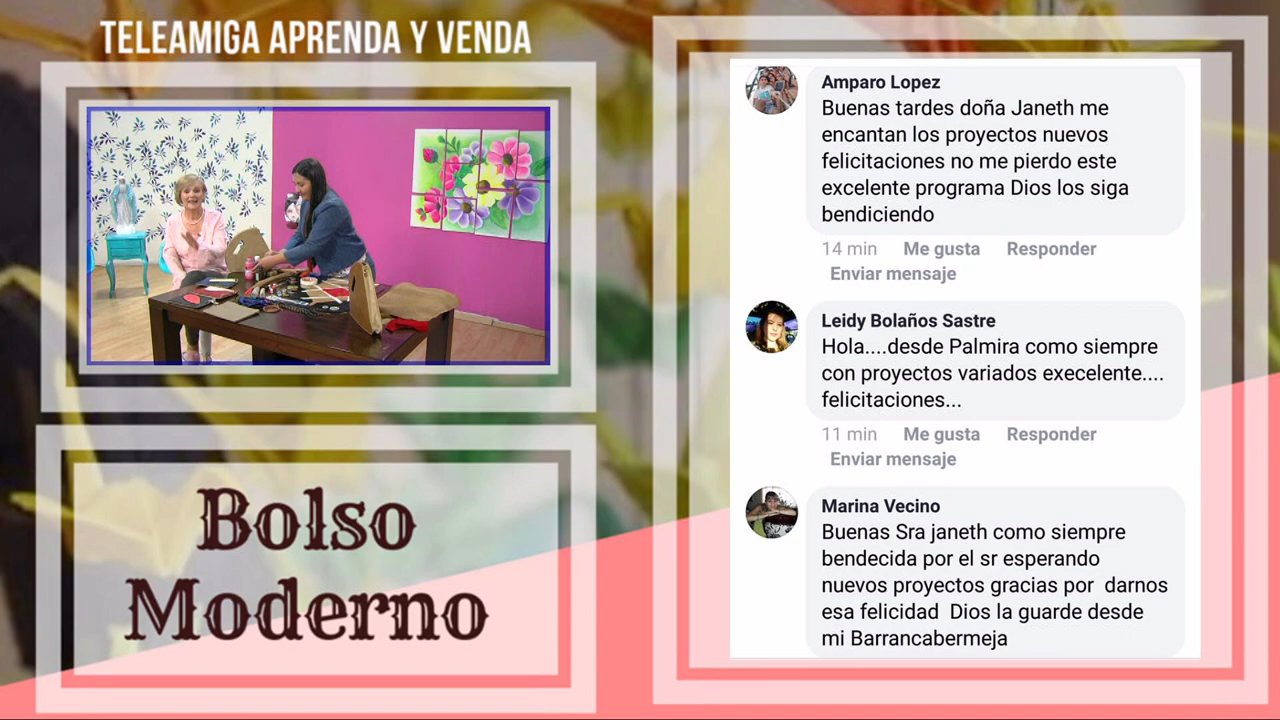 TELEAMIGA APRENDA Y VENDA
Bolso
Moderno
Amparo Lopez
Buenas tardes doña Janeth me
encantan los proyectos nuevos
felicitaciones no me pierdo este
excelente programa Dios los siga
bendiciendo
14 min Me gusta Responder
Enviar mensaje
Leidy Bolaños Sastre
Hola....desde Palmira como siempre
con proyectos variados execelente....
felicitaciones...
11 min Me gusta Responder
Enviar mensaje
Marina Vecino
Buenas Sra janeth como siempre
bendecida por el sr esperando
nuevos proyectos gracias por darnos
esa felicidad Dios la guarde desde
mi Barrancabermeja